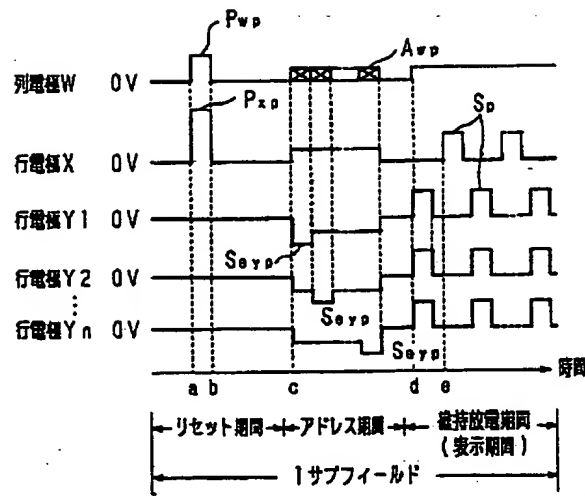 Pwp
Awp
列電極W 0V
Pxp
Sp
行電極X 0V
行電極Y1 0V
Seyp
行電極Y2 0V
Seyp
行電極Yn 0V
Seyp
時間
a b c d e
リセット期間 アドレス期間 維持放電期間
(表示期間)
1サブフィールド